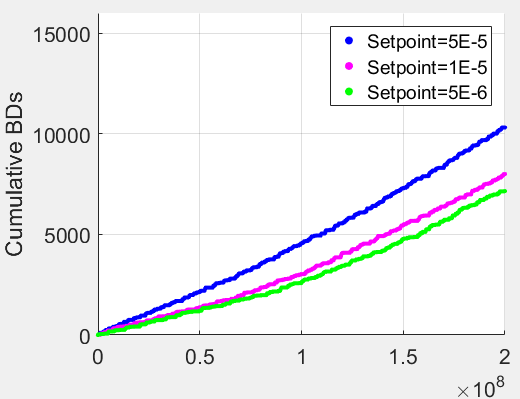 15000
10000
5000
0
Cumulative BDs
Setpoint=5E-5
Setpoint=1E-5
Setpoint=5E-6
0 0.5 1 1.5 2
×10^8